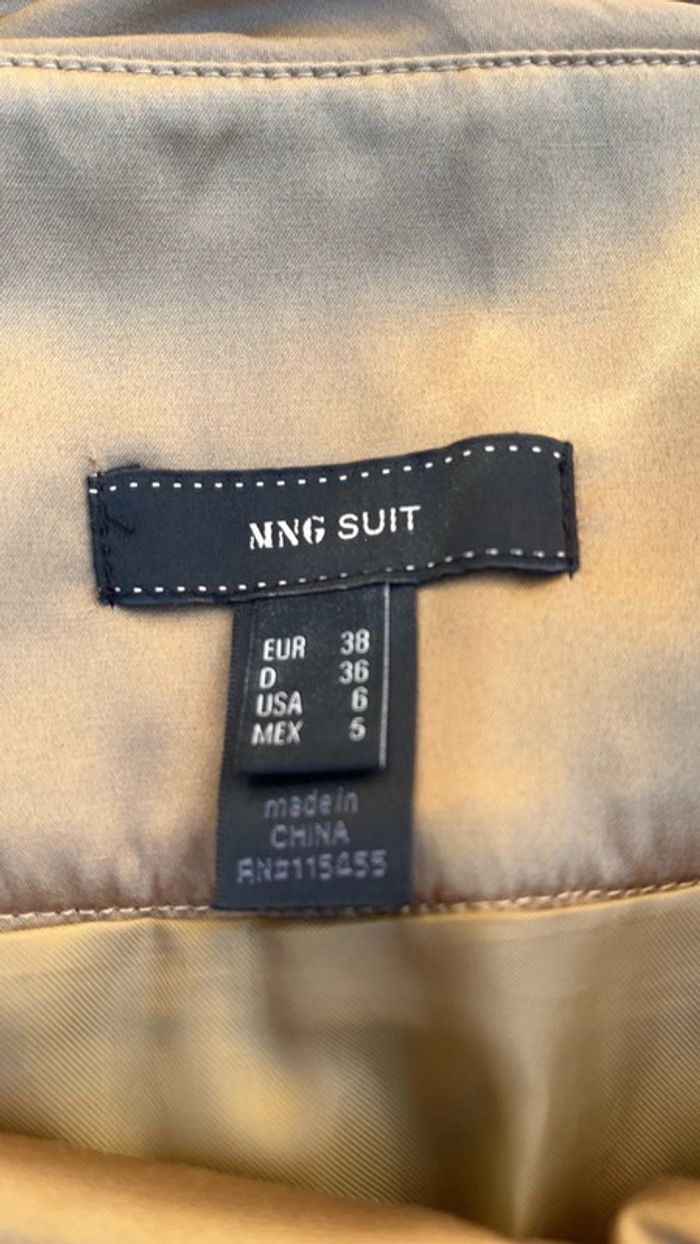 MNG SUIT
EUR 38
D 36
USA 6
MEX 5
made in
CHINA
RN#115455